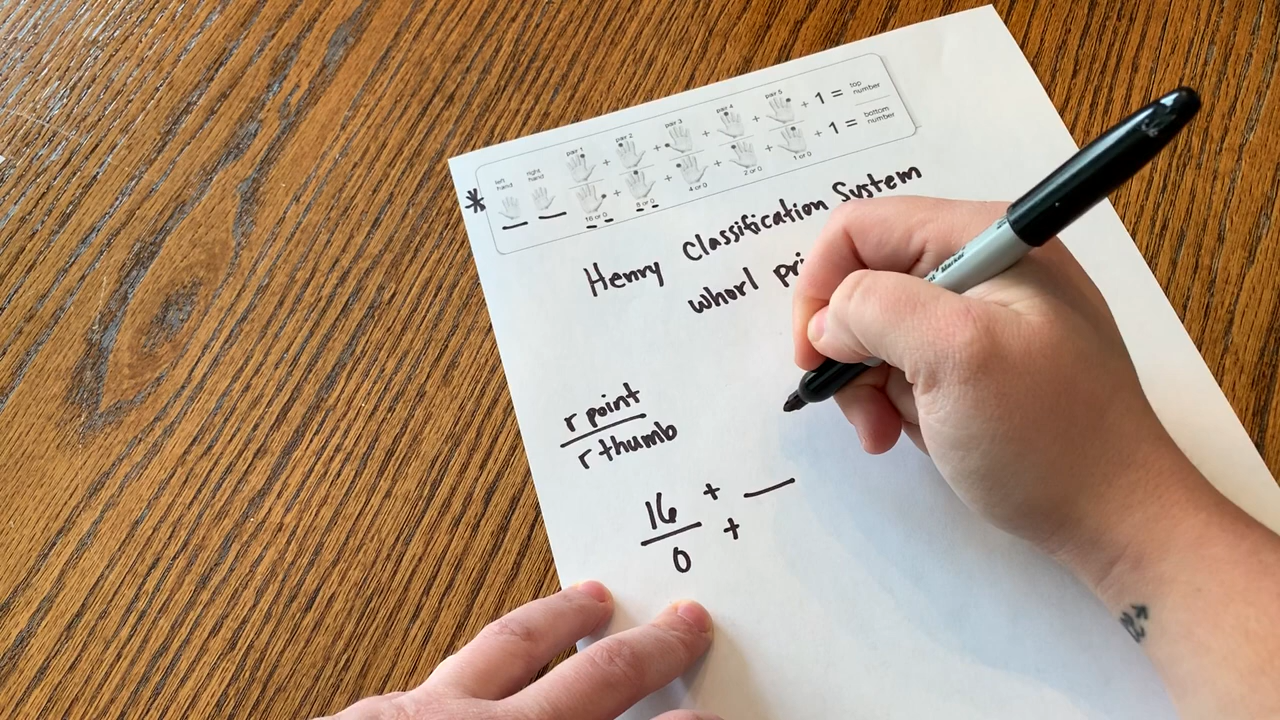 pair 1 pair 2 pair 3 pair 4 pair 5
left hand right hand
+ + + + + 1 = top number
+ + + + + 1 = bottom number
16 or 0 8 or 0 4 or 0 2 or 0 1 or 0
*
Henry Classification System
whorl pri
r point
r thumb
16 + __
0 +
Marker